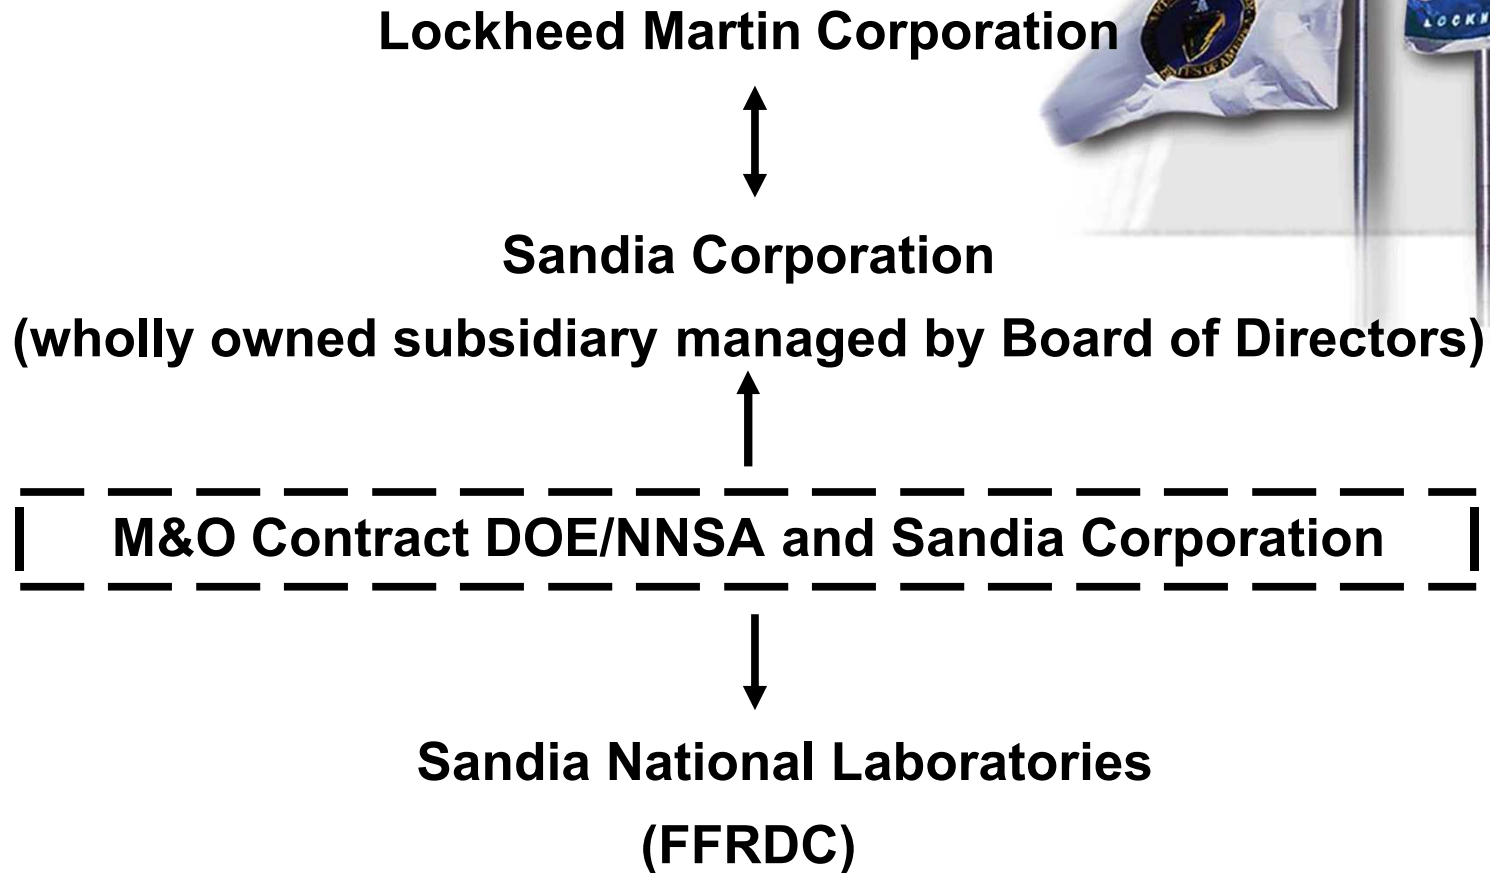 Lockheed Martin Corporation
Sandia Corporation
(wholly owned subsidiary managed by Board of Directors)
M&O Contract DOE/NNSA and Sandia Corporation
Sandia National Laboratories
(FFRDC)